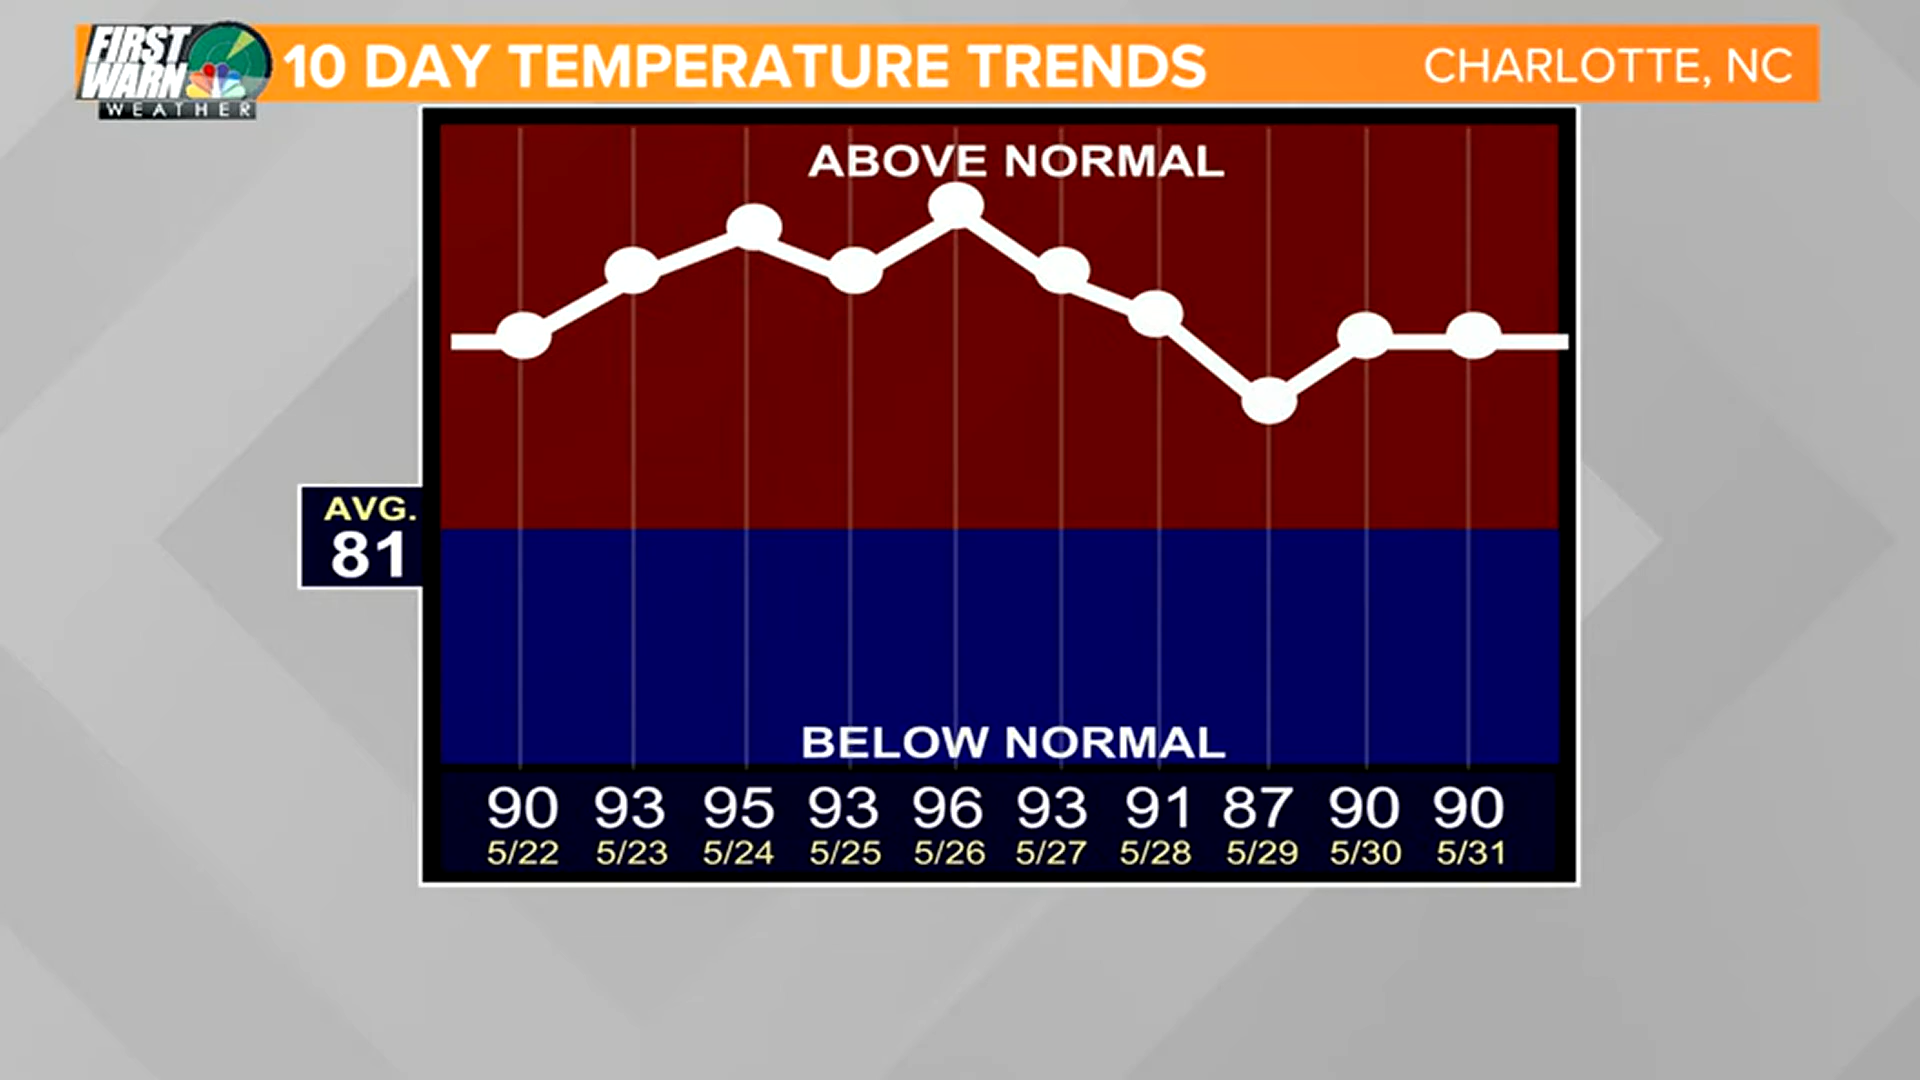 FIRST
WARN
WEATHER
10 DAY TEMPERATURE TRENDS
CHARLOTTE, NC
ABOVE NORMAL
AVG.
81
BELOW NORMAL
90 93 95 93 96 93 91 87 90 90
5/22 5/23 5/24 5/25 5/26 5/27 5/28 5/29 5/30 5/31